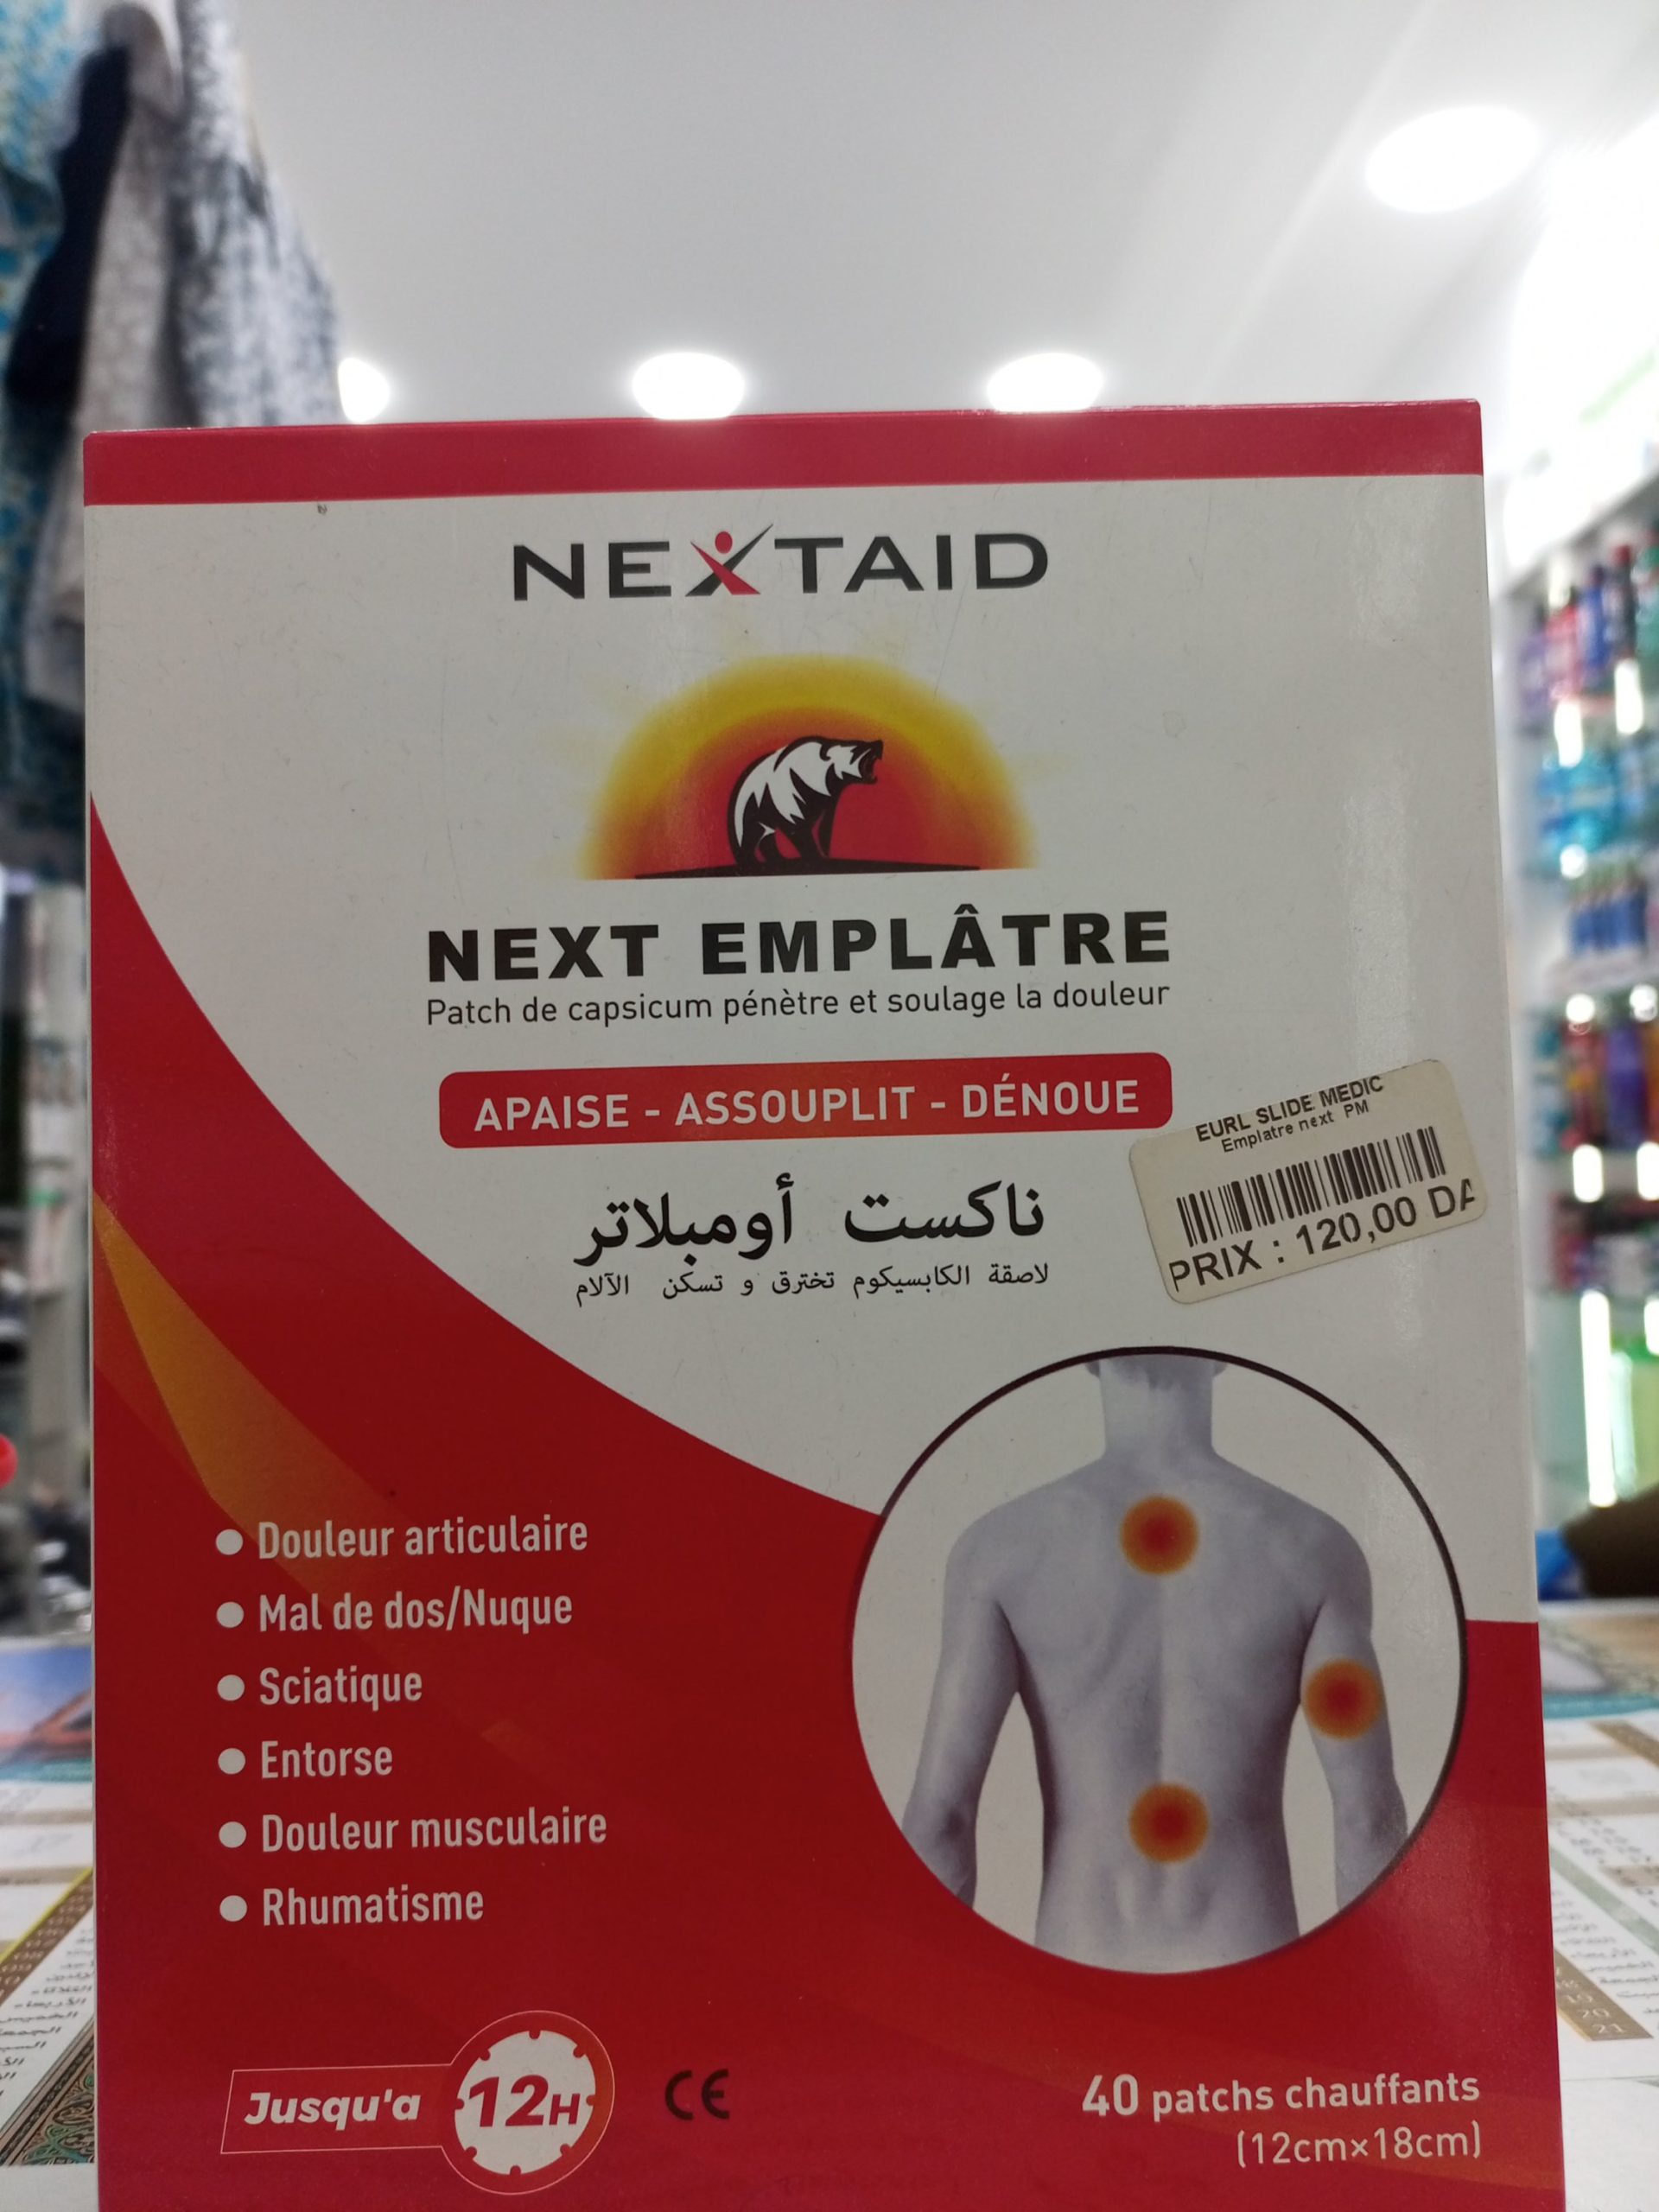 NEXTAID
NEXT EMPLÂTRE
Patch de capsicum pénètre et soulage la douleur
APAISE - ASSOUPLIT - DÉNOUE
ناكست أومبلاتر
لاصقة الكابسيكوم تخترق و تسكن الآلام
EURL SLIDE MEDIC
Emplatre next PM
PRIX : 120,00 DA
Douleur articulaire
Mal de dos/Nuque
Sciatique
Entorse
Douleur musculaire
Rhumatisme
Jusqu'a 12H
CE
40 patchs chauffants
(12cm×18cm)